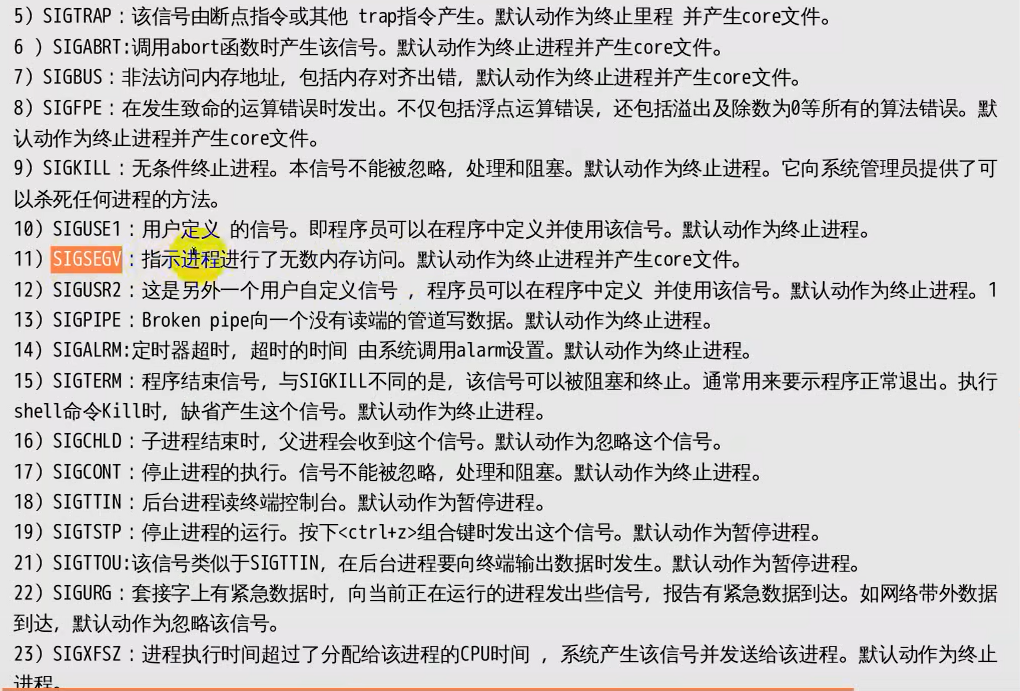 5) SIGTRAP：该信号由断点指令或其他 trap指令产生。默认动作为终止里程 并产生core文件。
6 ) SIGABRT:调用abort函数时产生该信号。默认动作为终止进程并产生core文件。
7) SIGBUS：非法访问内存地址，包括内存对齐出错，默认动作为终止进程并产生core文件。
8) SIGFPE：在发生致命的运算错误时发出。不仅包括浮点运算错误，还包括溢出及除数为0等所有的算法错误。默
认动作为终止进程并产生core文件。
9) SIGKILL：无条件终止进程。本信号不能被忽略，处理和阻塞。默认动作为终止进程。它向系统管理员提供了可
以杀死任何进程的方法。
10) SIGUSE1：用户定义 的信号。即程序员可以在程序中定义并使用该信号。默认动作为终止进程。
11) SIGSEGV：指示进程进行了无数内存访问。默认动作为终止进程并产生core文件。
12) SIGUSR2：这是另外一个用户自定义信号 ，程序员可以在程序中定义 并使用该信号。默认动作为终止进程。1
13) SIGPIPE：Broken pipe向一个没有读端的管道写数据。默认动作为终止进程。
14) SIGALRM:定时器超时，超时的时间 由系统调用alarm设置。默认动作为终止进程。
15) SIGTERM：程序结束信号，与SIGKILL不同的是，该信号可以被阻塞和终止。通常用来要示程序正常退出。执行
shell命令Kill时，缺省产生这个信号。默认动作为终止进程。
16) SIGCHLD：子进程结束时，父进程会收到这个信号。默认动作为忽略这个信号。
17) SIGCONT：停止进程的执行。信号不能被忽略，处理和阻塞。默认动作为终止进程。
18) SIGTTIN：后台进程读终端控制台。默认动作为暂停进程。
19) SIGTSTP：停止进程的运行。按下<ctrl+z>组合键时发出这个信号。默认动作为暂停进程。
21) SIGTTOU:该信号类似于SIGTTIN，在后台进程要向终端输出数据时发生。默认动作为暂停进程。
22) SIGURG：套接字上有紧急数据时，向当前正在运行的进程发出些信号，报告有紧急数据到达。如网络带外数据
到达，默认动作为忽略该信号。
23) SIGXFSZ：进程执行时间超过了分配给该进程的CPU时间 ，系统产生该信号并发送给该进程。默认动作为终止
进程。